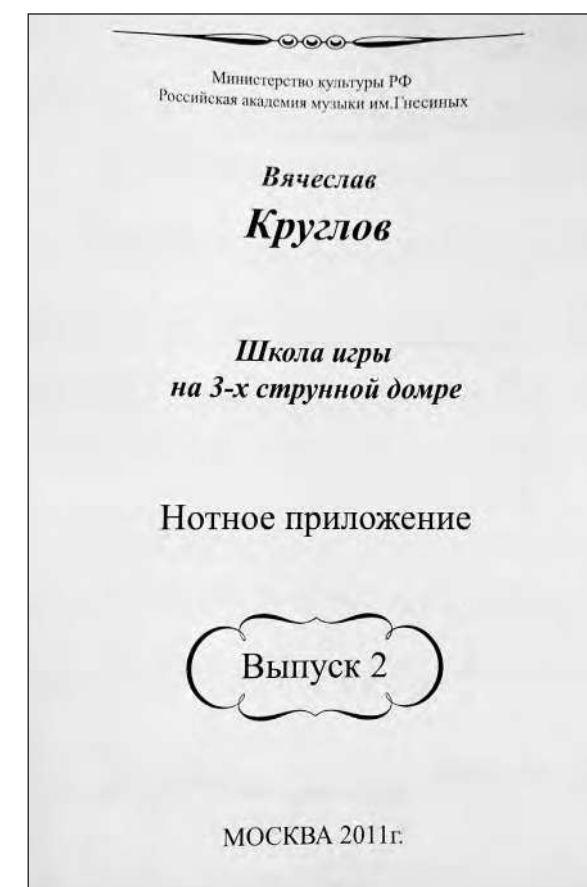 Министерство культуры РФ
Российская академия музыки им.Гнесиных
Вячеслав
Круглов
Школа игры
на 3-х струнной домре
Нотное приложение
Выпуск 2
МОСКВА 2011г.